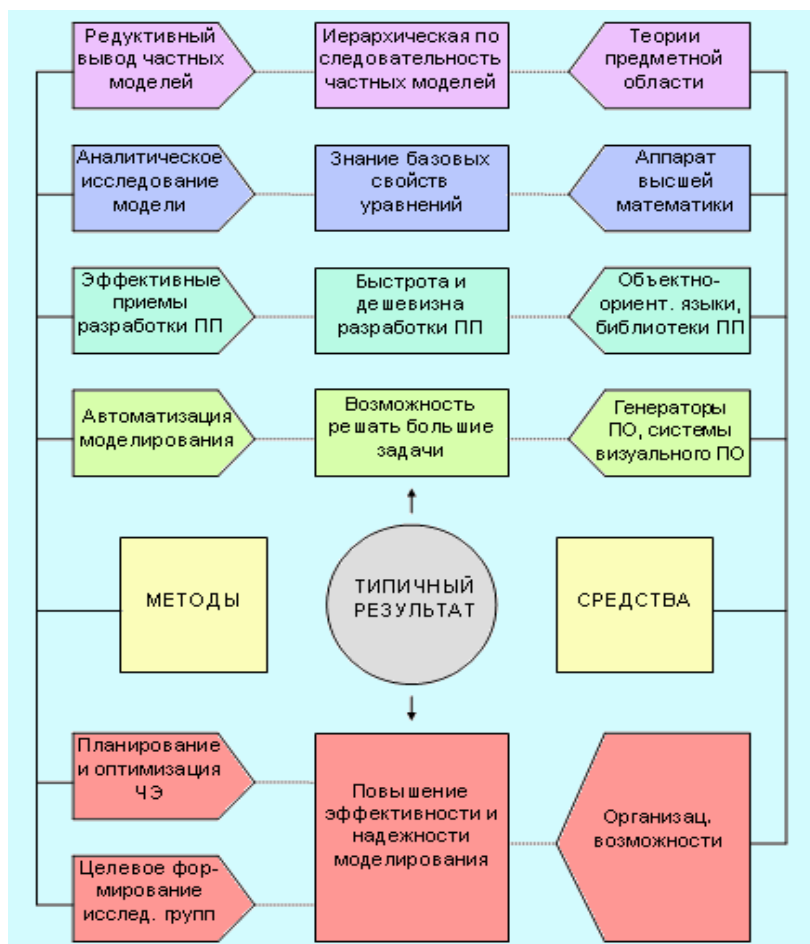 Редуктивный
вывод частных
моделей
Иерархическая по
следовательность
частных моделей
Теории
предметной
области
Аналитическое
исследование
модели
Знание базовых
свойств
уравнений
Аппарат
высшей
математики
Эффективные
приемы
разработки ПП
Быстрота и
дешевизна
разработки ПП
Объектно-
ориент. языки,
библиотеки ПП
Автоматизация
моделирования
Возможность
решать большие
задачи
Генераторы
ПО, системы
визуального ПО
МЕТОДЫ
ТИПИЧНЫЙ
РЕЗУЛЬТАТ
СРЕДСТВА
Планирование
и оптимизация
ЧЭ
Повышение
эффективности и
надежности
моделирования
Организац.
возможности
Целевое фор-
мирование
исслед. групп